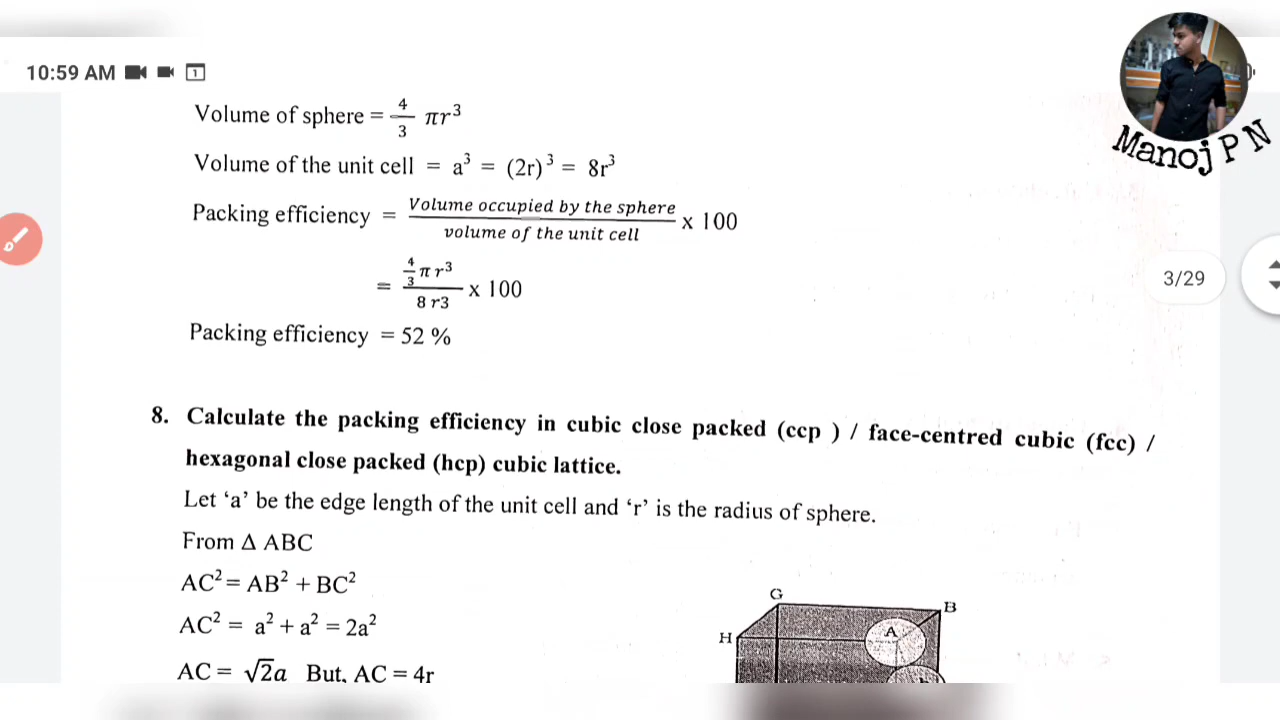 10:59 AM 1
Manoj P N
Volume of sphere = 4/3 πr³
Volume of the unit cell = a³ = (2r)³ = 8r³
Packing efficiency = Volume occupied by the sphere / volume of the unit cell x 100
= 4/3 π r³ / 8 r3 x 100
3/29
Packing efficiency = 52 %
8. Calculate the packing efficiency in cubic close packed (ccp ) / face-centred cubic (fcc) /
hexagonal close packed (hcp) cubic lattice.
Let ‘a’ be the edge length of the unit cell and ‘r’ is the radius of sphere.
From Δ ABC
AC² = AB² + BC²
AC² = a² + a² = 2a²
AC = √2a But, AC = 4r
G
B
H
A